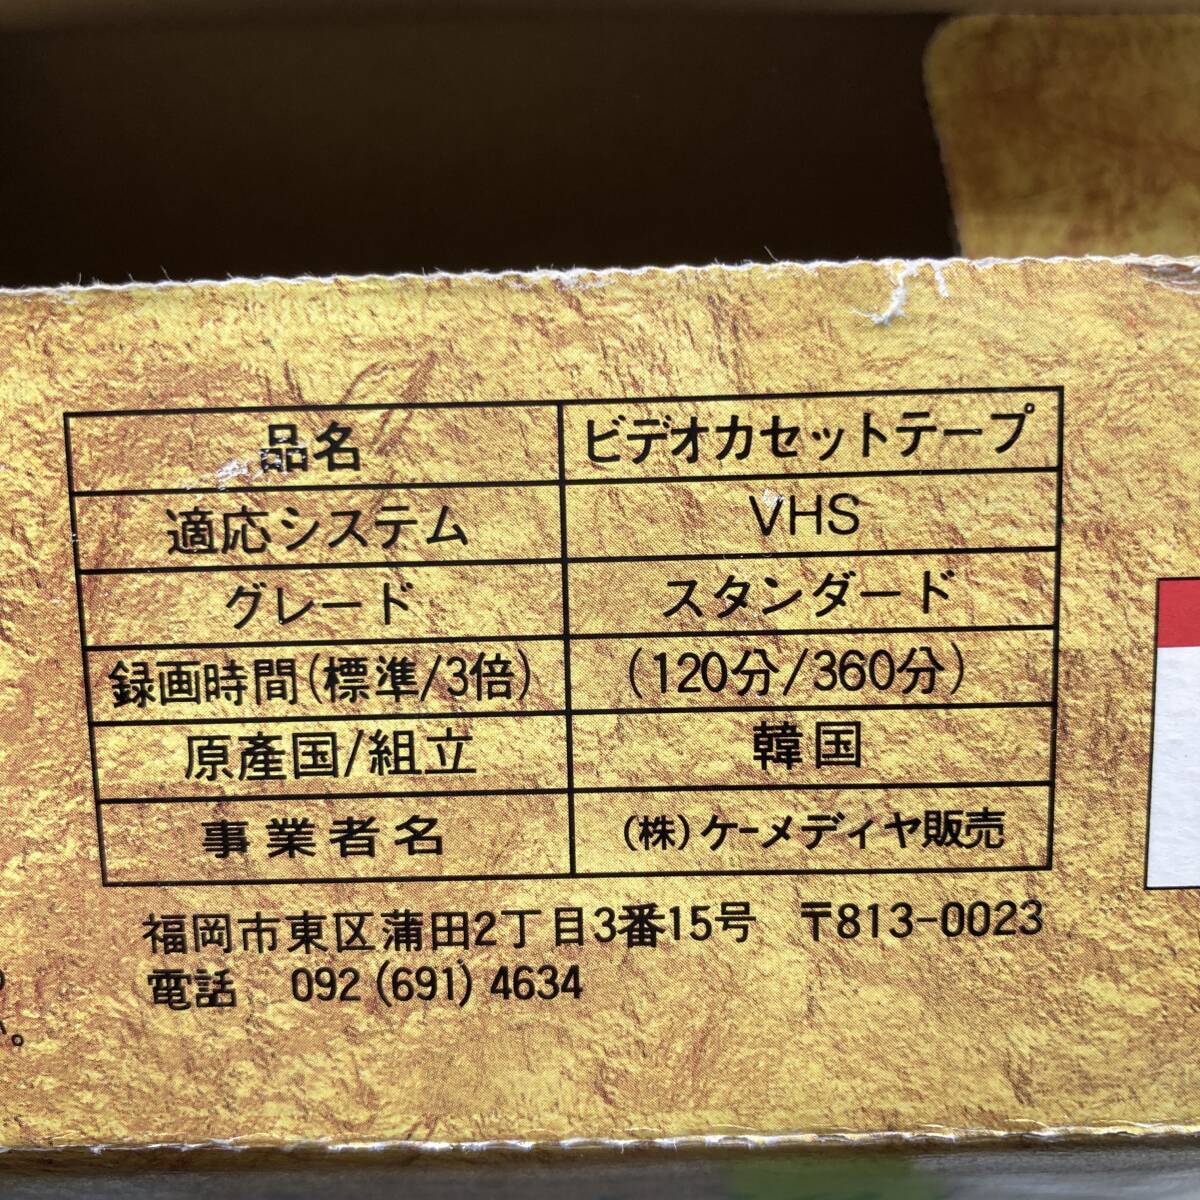 品名 ビデオカセットテープ
適応システム VHS
グレード スタンダード
録画時間(標準/3倍) (120分/360分)
原産国/組立 韓国
事業者名 (株)ケーメディヤ販売
福岡市東区蒲田2丁目3番15号 〒813-0023
電話 092(691)4634